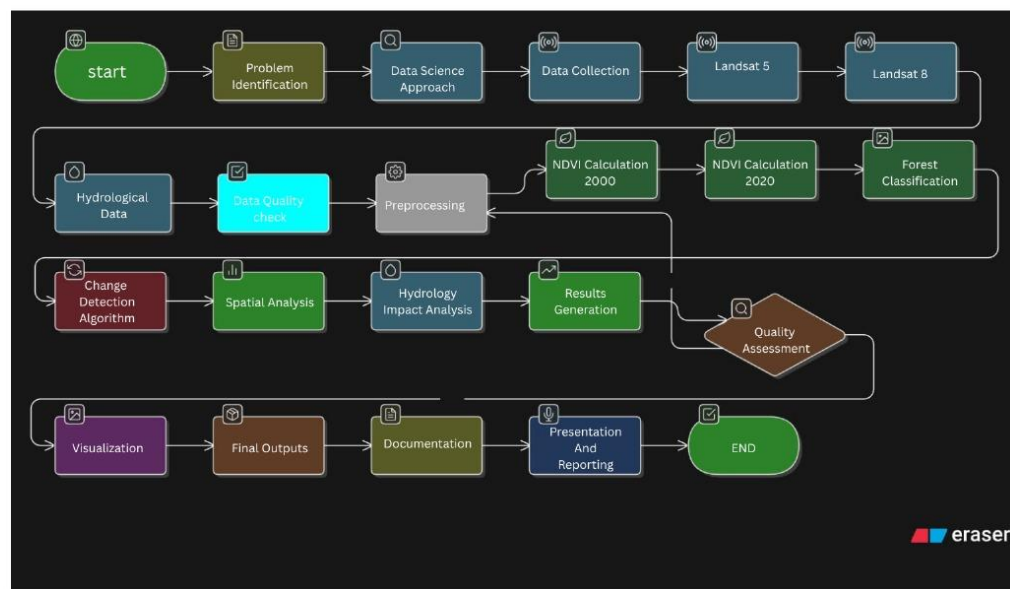 start
Problem
Identification
Data Science
Approach
Data Collection
Landsat 5
Landsat 8
Hydrological
Data
Data Quality
check
Preprocessing
NDVI Calculation
2000
NDVI Calculation
2020
Forest
Classification
Change
Detection
Algorithm
Spatial Analysis
Hydrology
Impact Analysis
Results
Generation
Quality
Assessment
Visualization
Final Outputs
Documentation
Presentation
And
Reporting
END
eraser